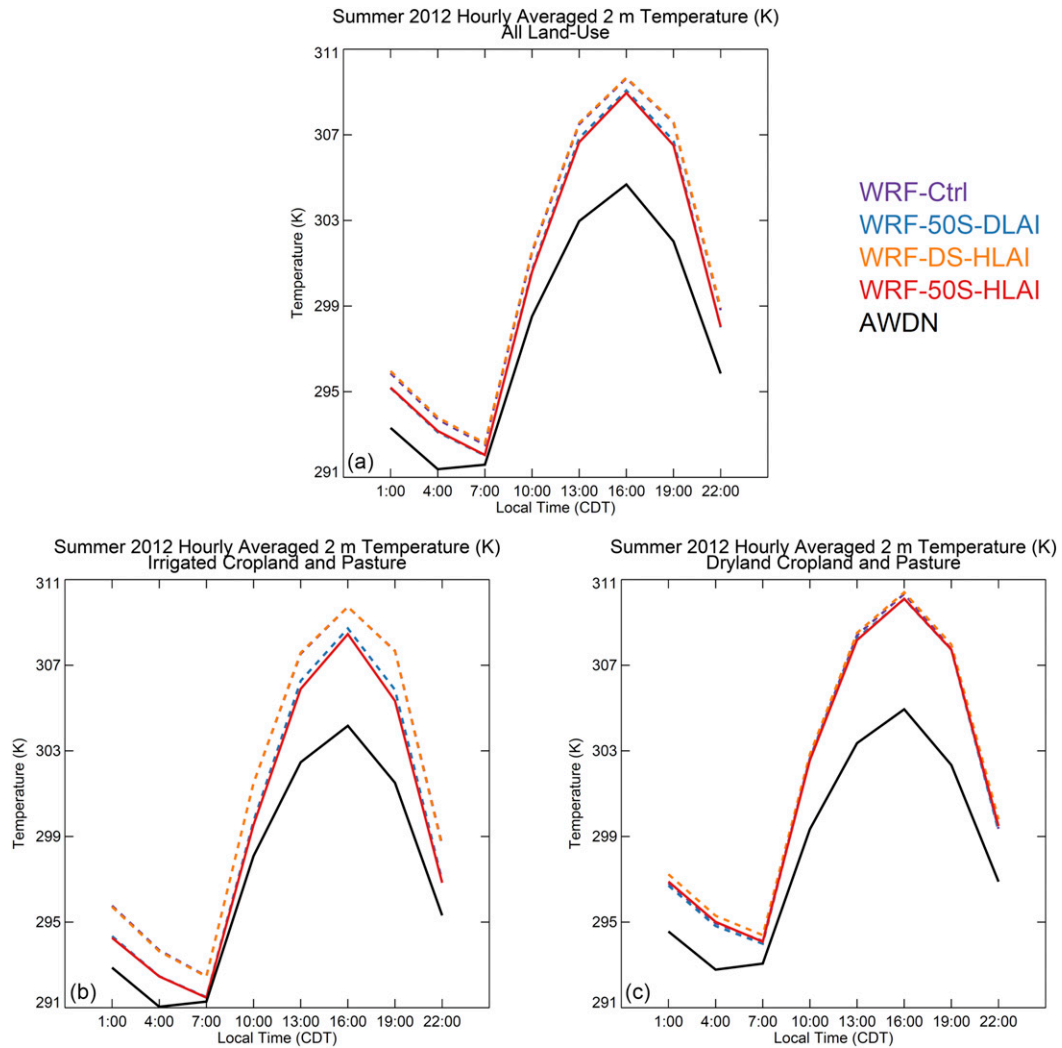 Summer 2012 Hourly Averaged 2 m Temperature (K)
All Land-Use
311
307
303
299
295
291
Temperature (K)
(a)
1:00 4:00 7:00 10:00 13:00 16:00 19:00 22:00
Local Time (CDT)
WRF-Ctrl
WRF-50S-DLAI
WRF-DS-HLAI
WRF-50S-HLAI
AWDN
Summer 2012 Hourly Averaged 2 m Temperature (K)
Irrigated Cropland and Pasture
311
307
303
299
295
291
Temperature (K)
(b)
1:00 4:00 7:00 10:00 13:00 16:00 19:00 22:00
Local Time (CDT)
Summer 2012 Hourly Averaged 2 m Temperature (K)
Dryland Cropland and Pasture
311
307
303
299
295
291
Temperature (K)
(c)
1:00 4:00 7:00 10:00 13:00 16:00 19:00 22:00
Local Time (CDT)